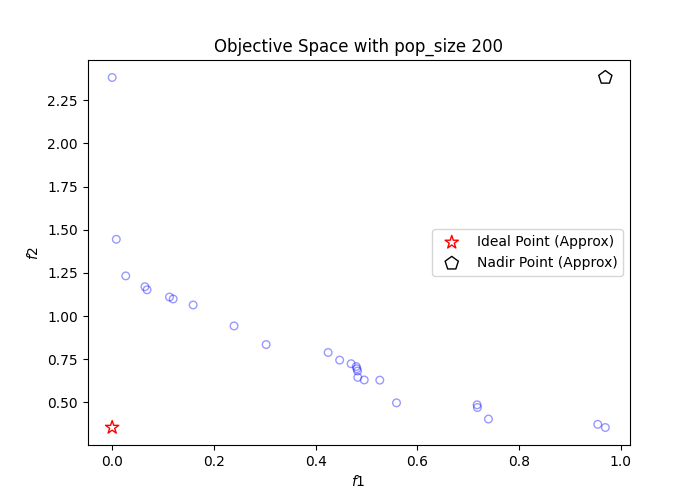 Objective Space with pop_size 200
f2
2.25
2.00
1.75
1.50
1.25
1.00
0.75
0.50
Ideal Point (Approx)
Nadir Point (Approx)
0.0 0.2 0.4 0.6 0.8 1.0
f1